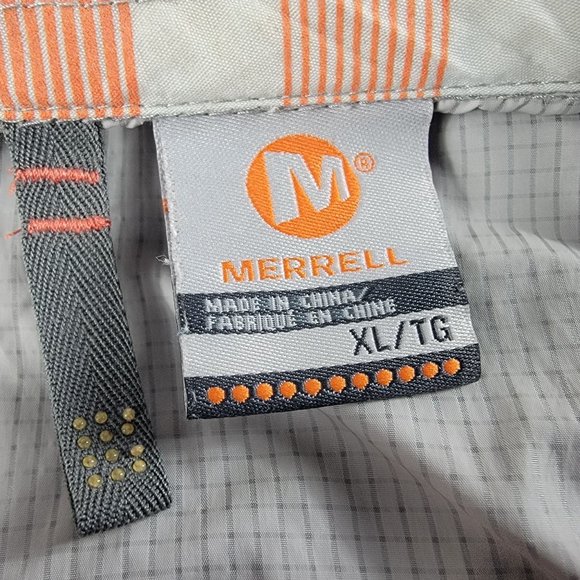 M®
MERRELL
MADE IN CHINA/
FABRIQUÉ EN CHINE
XL/TG